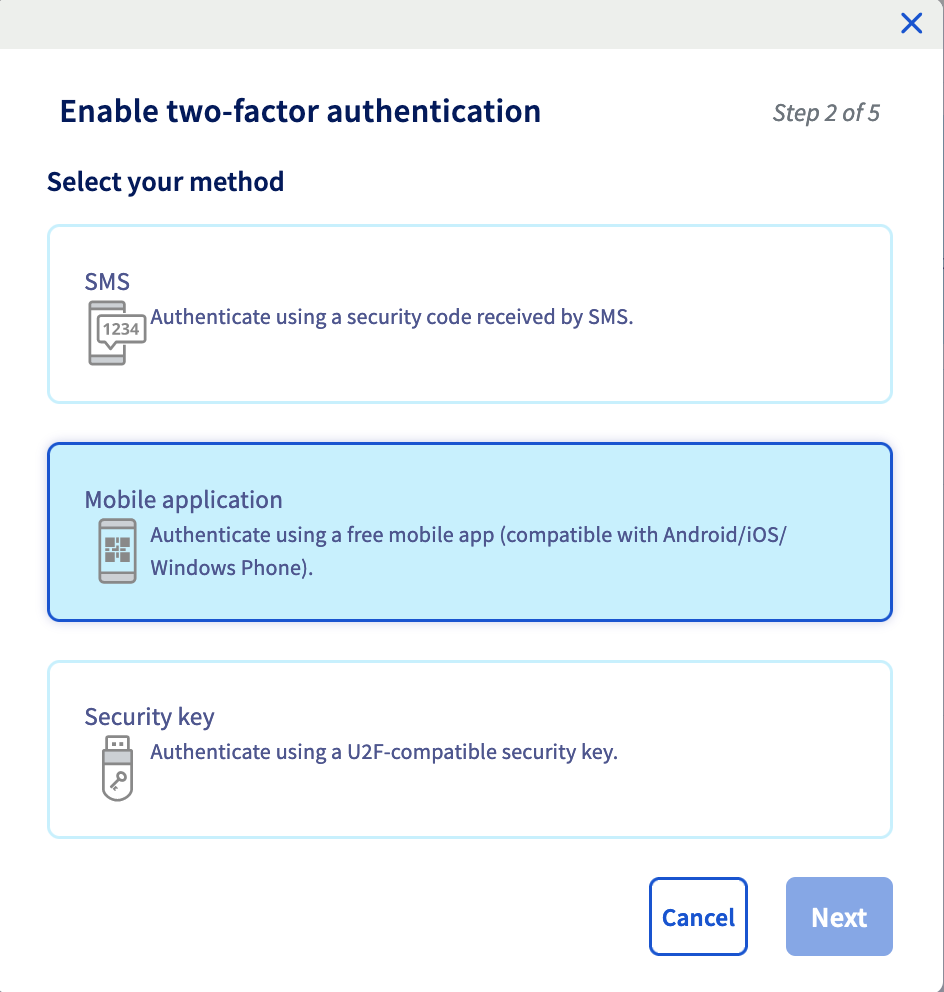 Enable two-factor authentication
Step 2 of 5
Select your method
SMS
1234
Authenticate using a security code received by SMS.
Mobile application
Authenticate using a free mobile app (compatible with Android/iOS/
Windows Phone).
Security key
Authenticate using a U2F-compatible security key.
Cancel
Next